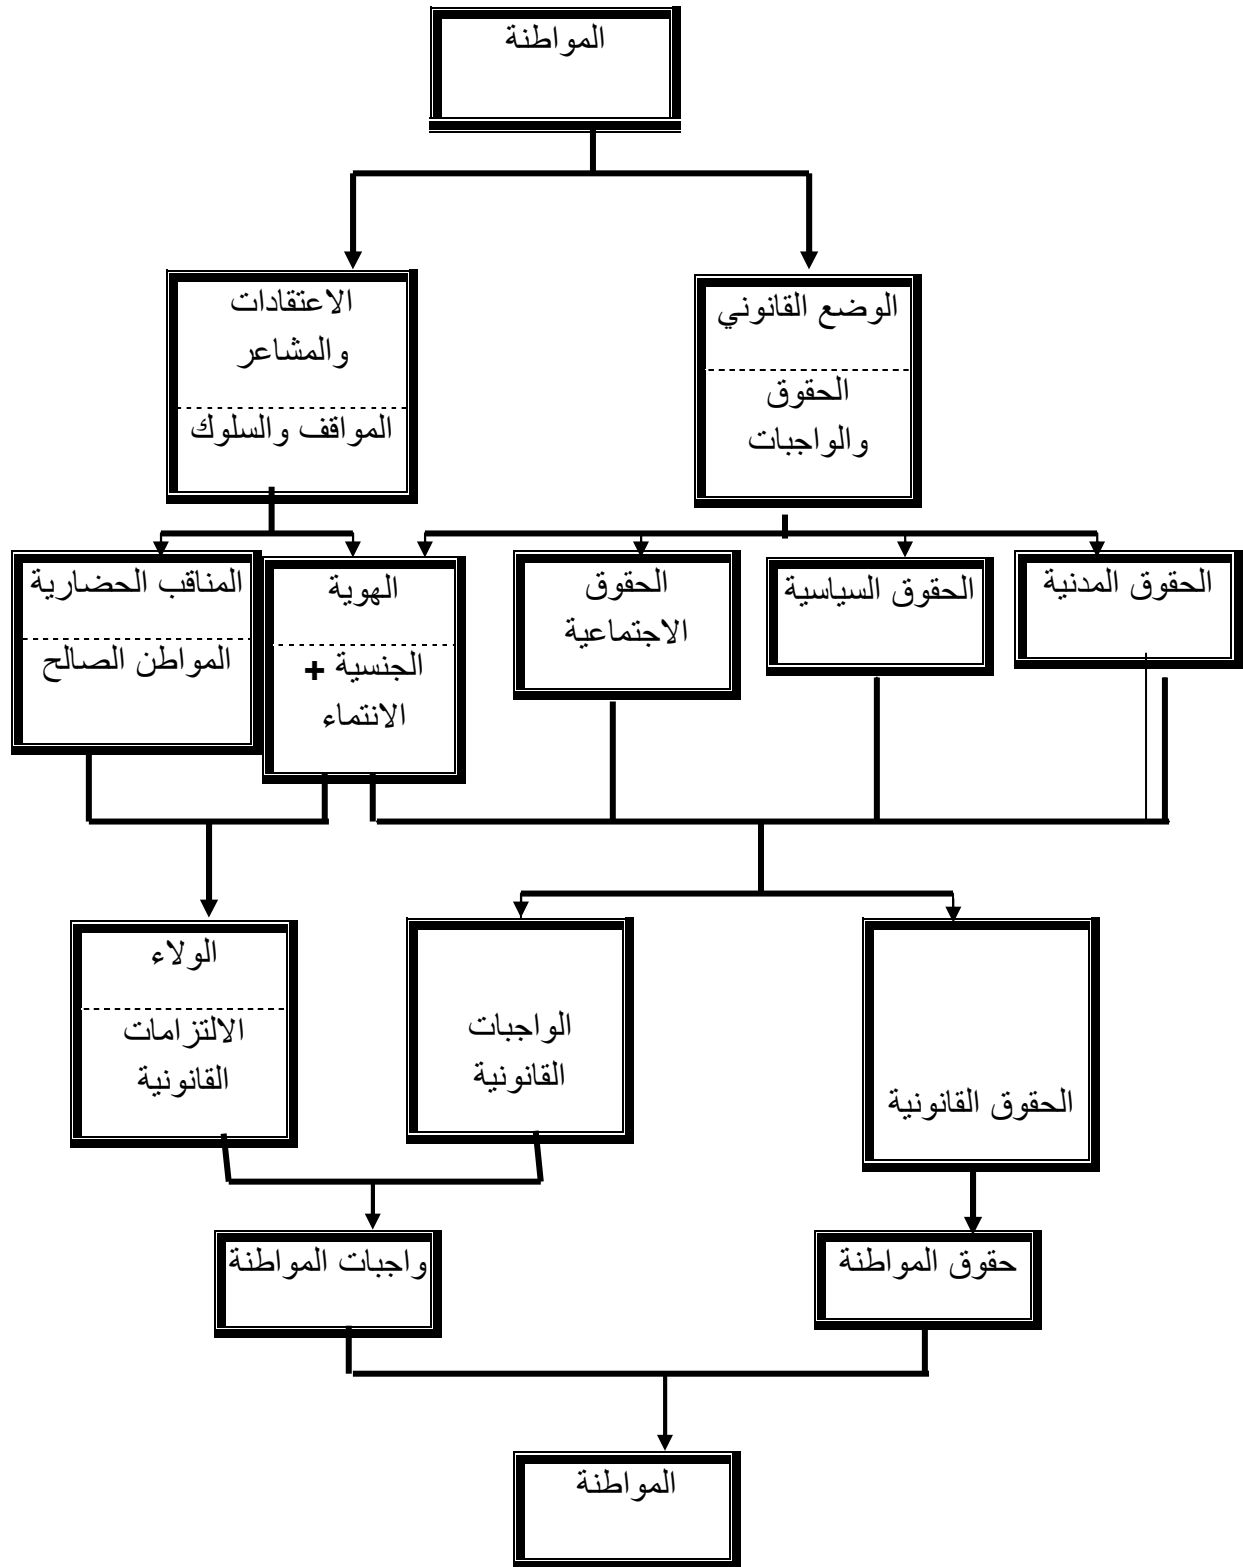 المواطنة
الوضع القانوني
الحقوق
والواجبات
الاعتقادات
والمشاعر
المواقف والسلوك
الحقوق المدنية
الحقوق السياسية
الحقوق
الاجتماعية
الهوية
الجنسية +
الانتماء
المناقب الحضارية
المواطن الصالح
الحقوق القانونية
الواجبات
القانونية
الولاء
الالتزامات
القانونية
حقوق المواطنة
واجبات المواطنة
المواطنة